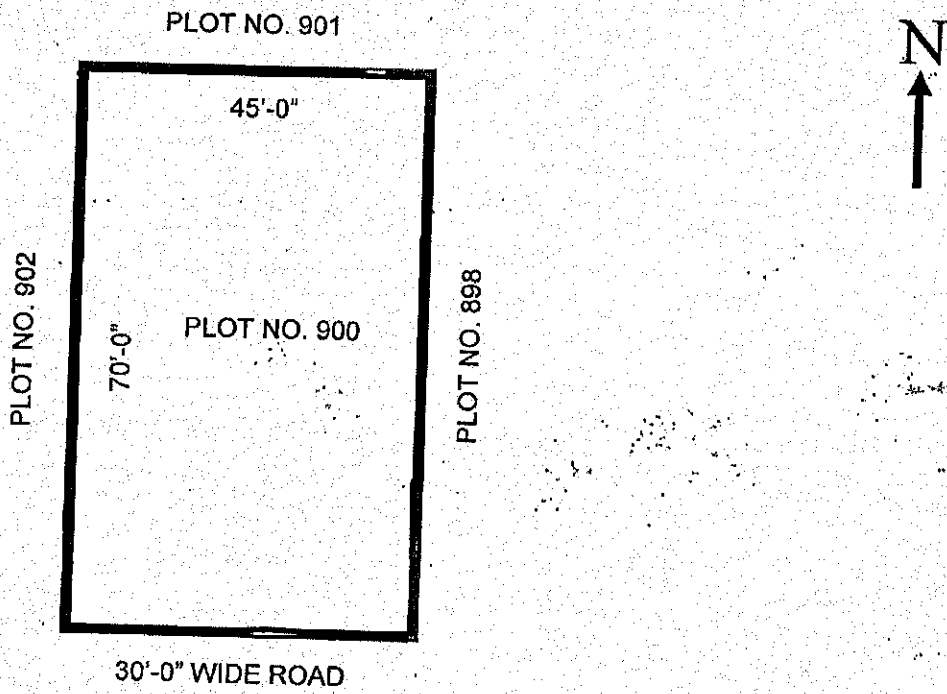 PLOT NO. 901
N
45'-0"
PLOT NO. 902
70'-0"
PLOT NO. 900
PLOT NO. 898
30'-0" WIDE ROAD